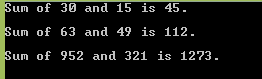 Sum of 30 and 15 is 45.
Sum of 63 and 49 is 112.
Sum of 952 and 321 is 1273.